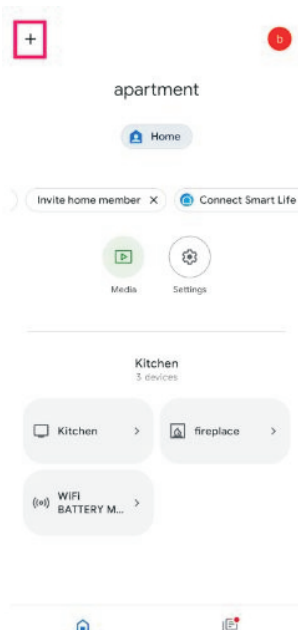 +
b
apartment
Home
Invite home member X
Connect Smart Life
Media
Settings
Kitchen
3 devices
Kitchen >
fireplace >
WiFi
BATTERY M... >